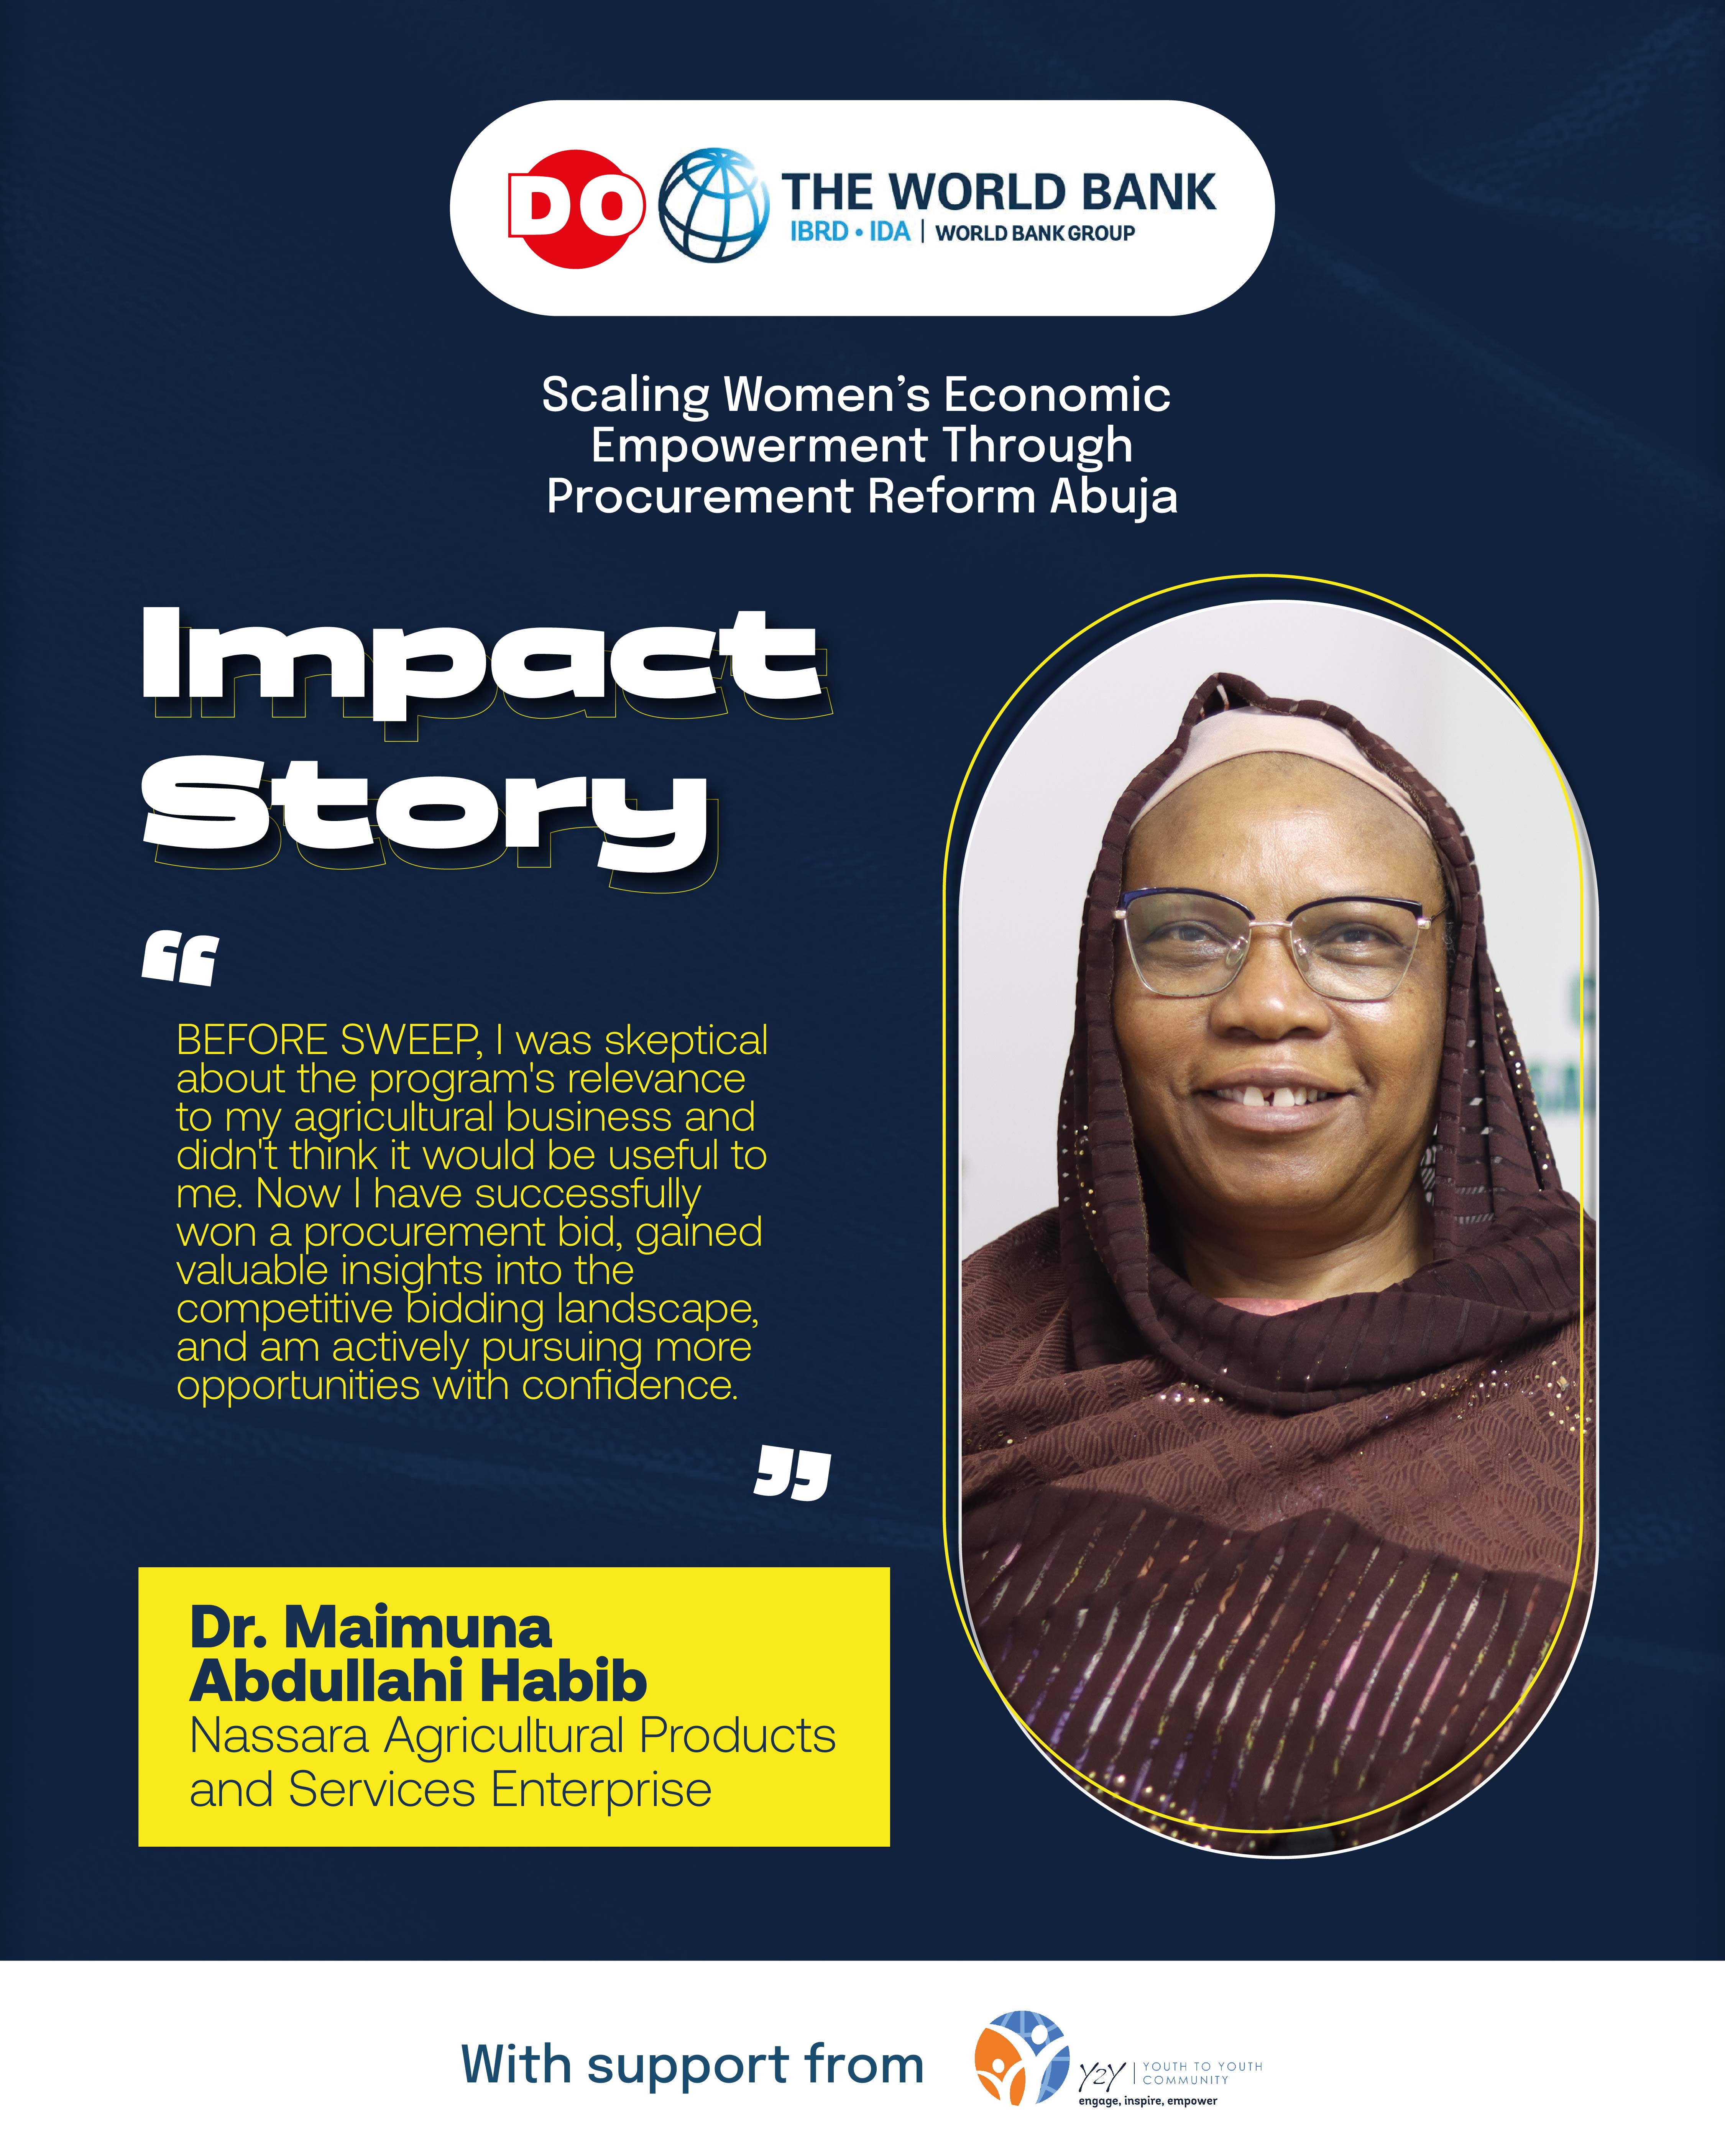 DO THE WORLD BANK
IBRD • IDA | WORLD BANK GROUP
Scaling Women’s Economic
Empowerment Through
Procurement Reform Abuja
Impact
Story
“
BEFORE SWEEP, I was skeptical
about the program's relevance
to my agricultural business and
didn't think it would be useful to
me. Now I have successfully
won a procurement bid, gained
valuable insights into the
competitive bidding landscape,
and am actively pursuing more
opportunities with confidence.
”
Dr. Maimuna
Abdullahi Habib
Nassara Agricultural Products
and Services Enterprise
With support from
Y2Y | YOUTH TO YOUTH
COMMUNITY
engage, inspire, empower